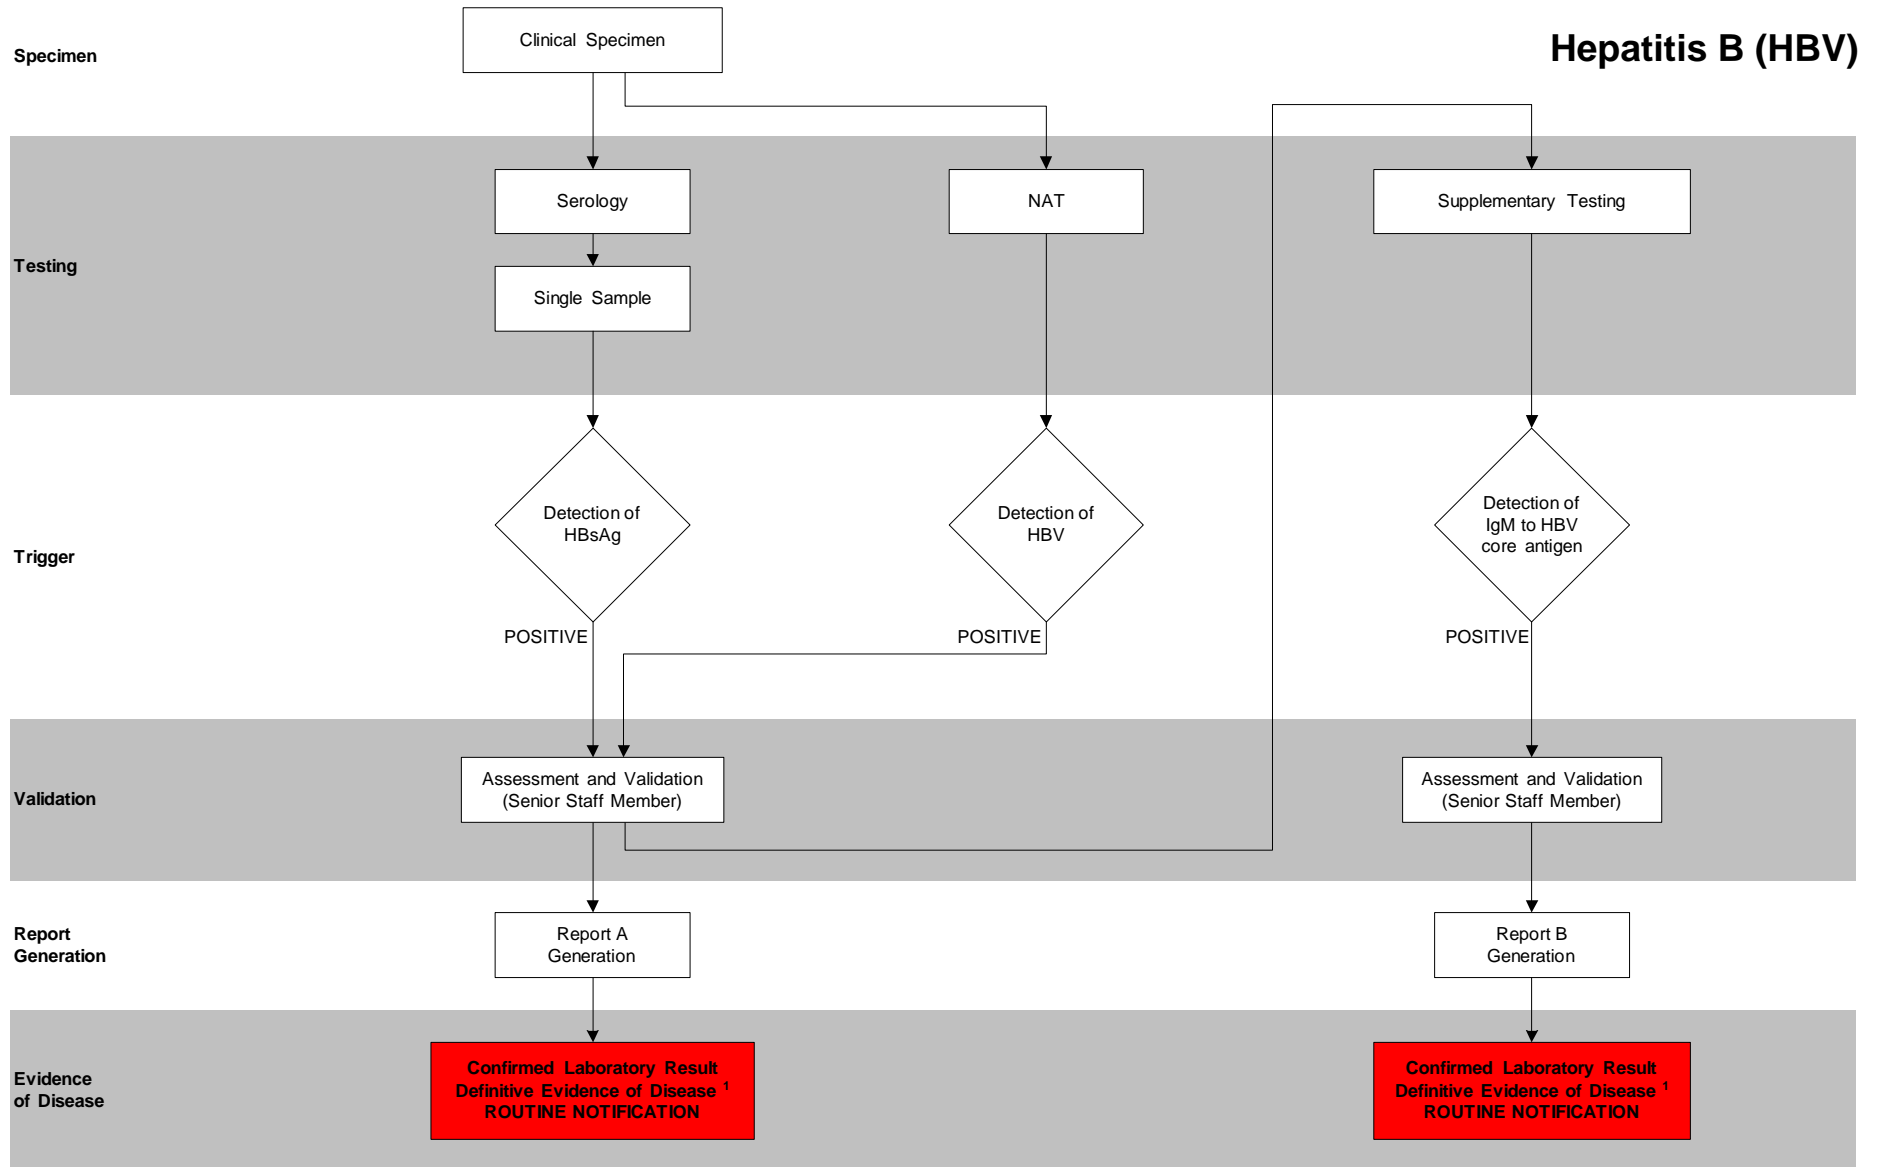 Hepatitis B (HBV)
Specimen
Clinical Specimen
Testing
Serology
NAT
Supplementary Testing
Single Sample
Trigger
Detection of
HBsAg
POSITIVE
Detection of
HBV
POSITIVE
Detection of
IgM to HBV
core antigen
POSITIVE
Validation
Assessment and Validation
(Senior Staff Member)
Assessment and Validation
(Senior Staff Member)
Report
Generation
Report A
Generation
Report B
Generation
Evidence
of Disease
Confirmed Laboratory Result
Definitive Evidence of Disease ¹
ROUTINE NOTIFICATION
Confirmed Laboratory Result
Definitive Evidence of Disease ¹
ROUTINE NOTIFICATION